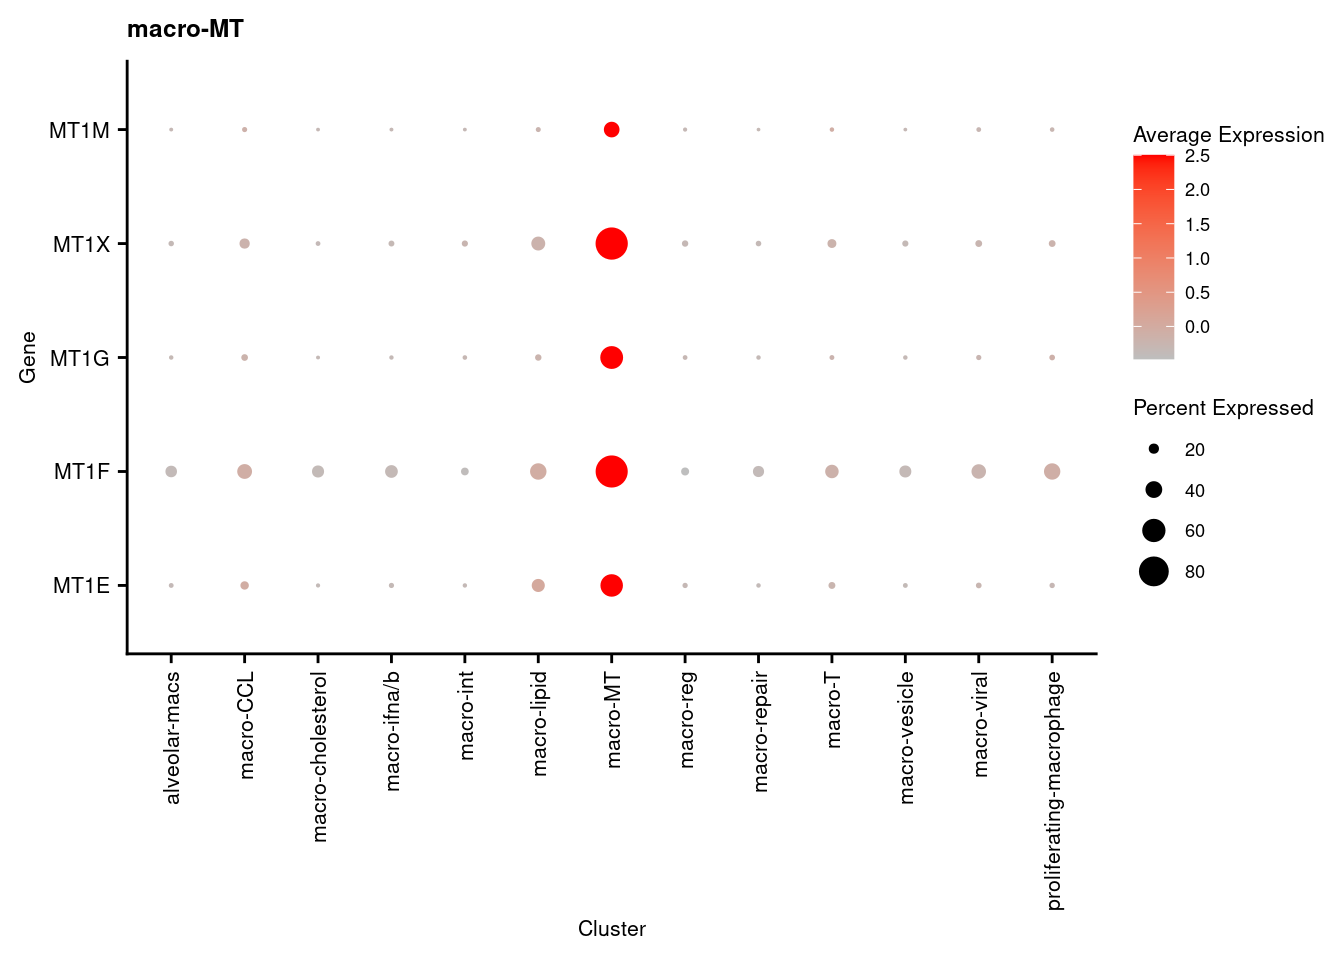 macro-MT
MT1M
MT1X
MT1G
MT1F
MT1E
Gene
alveolar-macs
macro-CCL
macro-cholesterol
macro-ifna/b
macro-int
macro-lipid
macro-MT
macro-reg
macro-repair
macro-T
macro-vesicle
macro-viral
proliferating-macrophage
Cluster
Average Expression
2.5
2.0
1.5
1.0
0.5
0.0
Percent Expressed
20
40
60
80